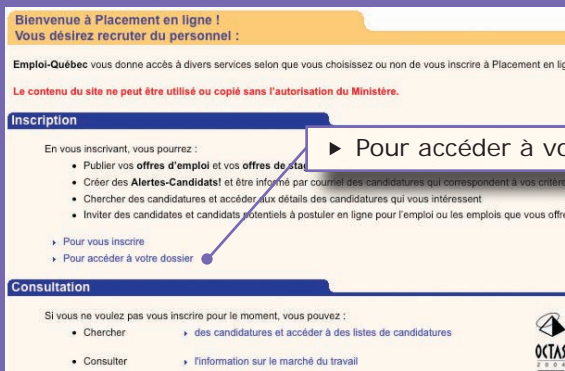 Bienvenue à Placement en ligne !
Vous désirez recruter du personnel :
Emploi-Québec vous donne accès à divers services selon que vous choisissez ou non de vous inscrire à Placement en lig
Le contenu du site ne peut être utilisé ou copié sans l'autorisation du Ministère.
Inscription
En vous inscrivant, vous pourrez :
• Publier vos offres d'emploi et vos offres de stag
▶ Pour accéder à vo
• Créer des Alertes-Candidats! et être informé par courriel des candidatures qui correspondent à vos critère
• Chercher des candidatures et accéder aux détails des candidatures qui vous intéressent
• Inviter des candidates et candidats potentiels à postuler en ligne pour l'emploi ou les emplois que vous offre
Pour vous inscrire
Pour accéder à votre dossier
Consultation
Si vous ne voulez pas vous inscrire pour le moment, vous pouvez :
• Chercher des candidatures et accéder à des listes de candidatures
• Consulter l'information sur le marché du travail
OCTAS
2004